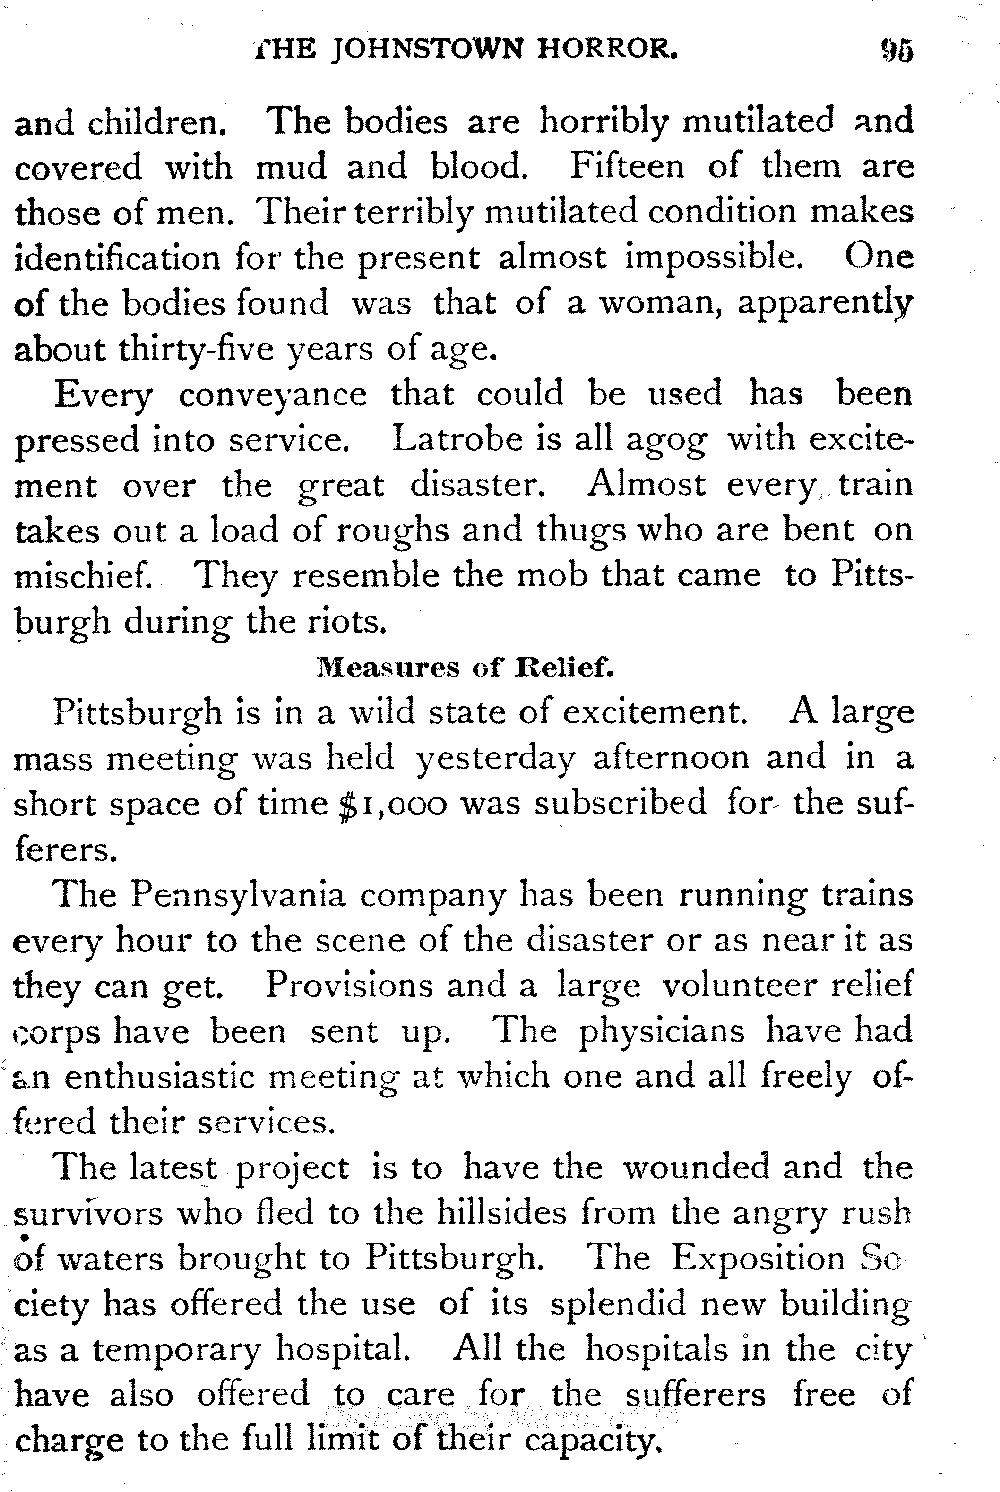 THE JOHNSTOWN HORROR. 95
and children. The bodies are horribly mutilated and
covered with mud and blood. Fifteen of them are
those of men. Their terribly mutilated condition makes
identification for the present almost impossible. One
of the bodies found was that of a woman, apparently
about thirty-five years of age.
Every conveyance that could be used has been
pressed into service. Latrobe is all agog with excite-
ment over the great disaster. Almost every train
takes out a load of roughs and thugs who are bent on
mischief. They resemble the mob that came to Pitts-
burgh during the riots.
Measures of Relief.
Pittsburgh is in a wild state of excitement. A large
mass meeting was held yesterday afternoon and in a
short space of time $1,000 was subscribed for the suf-
ferers.
The Pennsylvania company has been running trains
every hour to the scene of the disaster or as near it as
they can get. Provisions and a large volunteer relief
corps have been sent up. The physicians have had
an enthusiastic meeting at which one and all freely of-
fered their services.
The latest project is to have the wounded and the
survivors who fled to the hillsides from the angry rush
of waters brought to Pittsburgh. The Exposition So
ciety has offered the use of its splendid new building
as a temporary hospital. All the hospitals in the city
have also offered to care for the sufferers free of
charge to the full limit of their capacity.